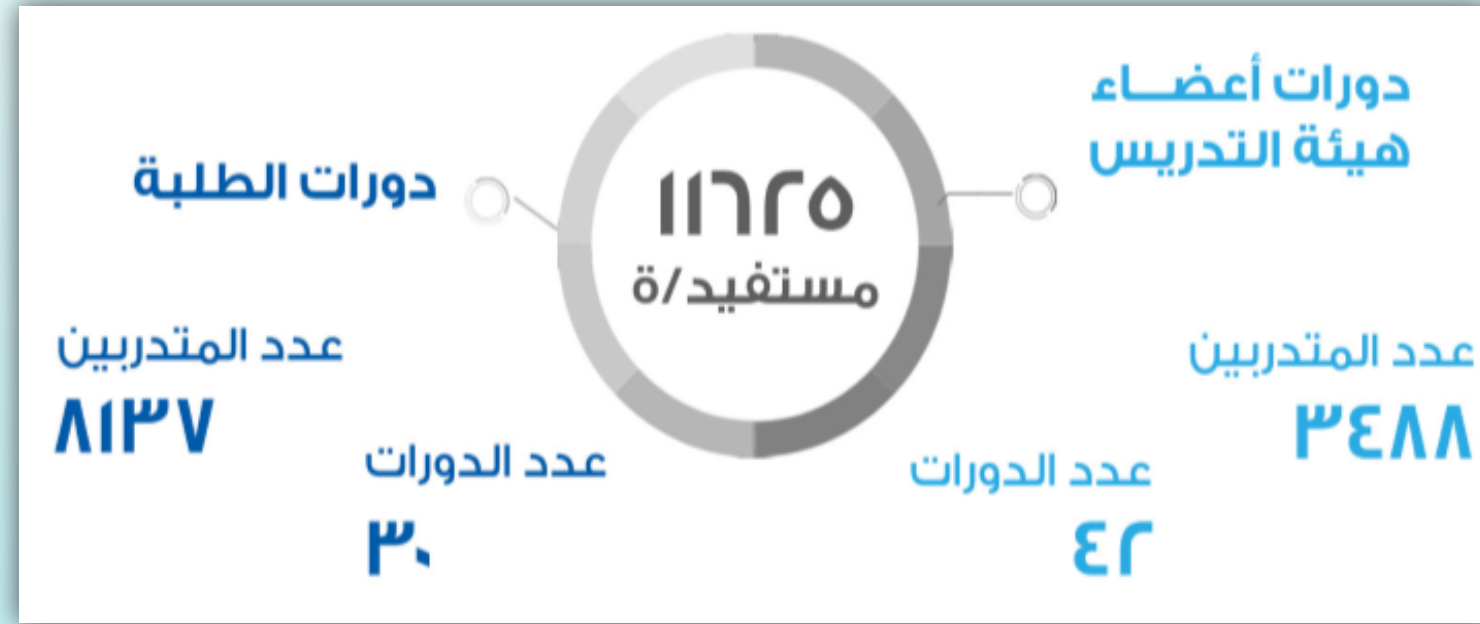 دورات أعضـــاء
هيئة التدريس
عدد المتدربين
٣٤٨٨
عدد الدورات
٤٢
١١٦٢٥
مستفيد/ة
دورات الطلبة
عدد المتدربين
٨١٣٧
عدد الدورات
٣٠